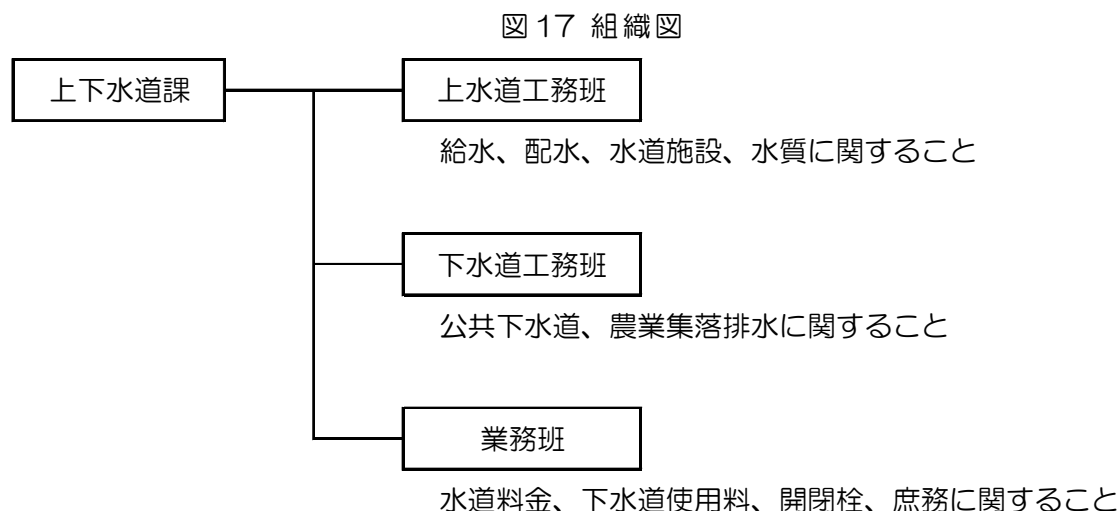 図17 組織図
上下水道課
上水道工務班
給水、配水、水道施設、水質に関すること
下水道工務班
公共下水道、農業集落排水に関すること
業務班
水道料金、下水道使用料、開閉栓、庶務に関すること